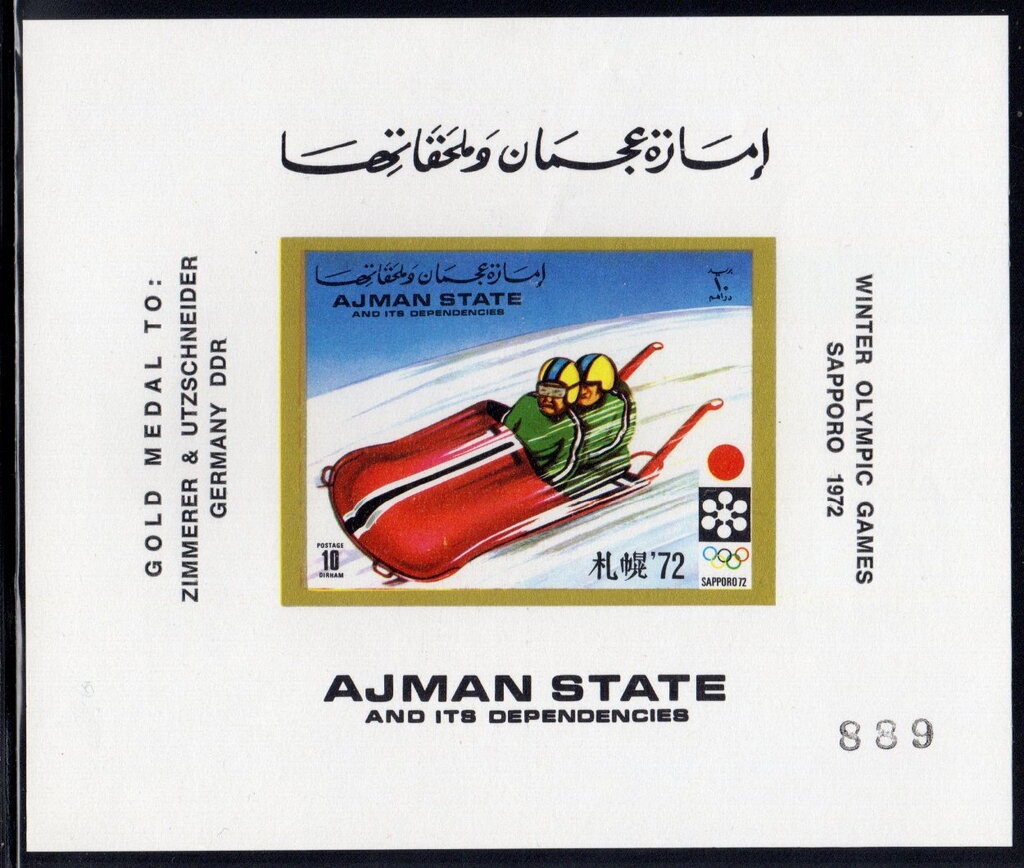 إمارة عجمان وملحقاتها
GOLD MEDAL TO:
ZIMMERER & UTZSCHNEIDER
GERMANY DDR
إمارة عجمان وملحقاتها
AJMAN STATE
AND ITS DEPENDENCIES
بريد
١٠
دراهم
POSTAGE
10
DIRHAM
札幌'72
SAPPORO 72
WINTER OLYMPIC GAMES
SAPPORO 1972
AJMAN STATE
AND ITS DEPENDENCIES
889